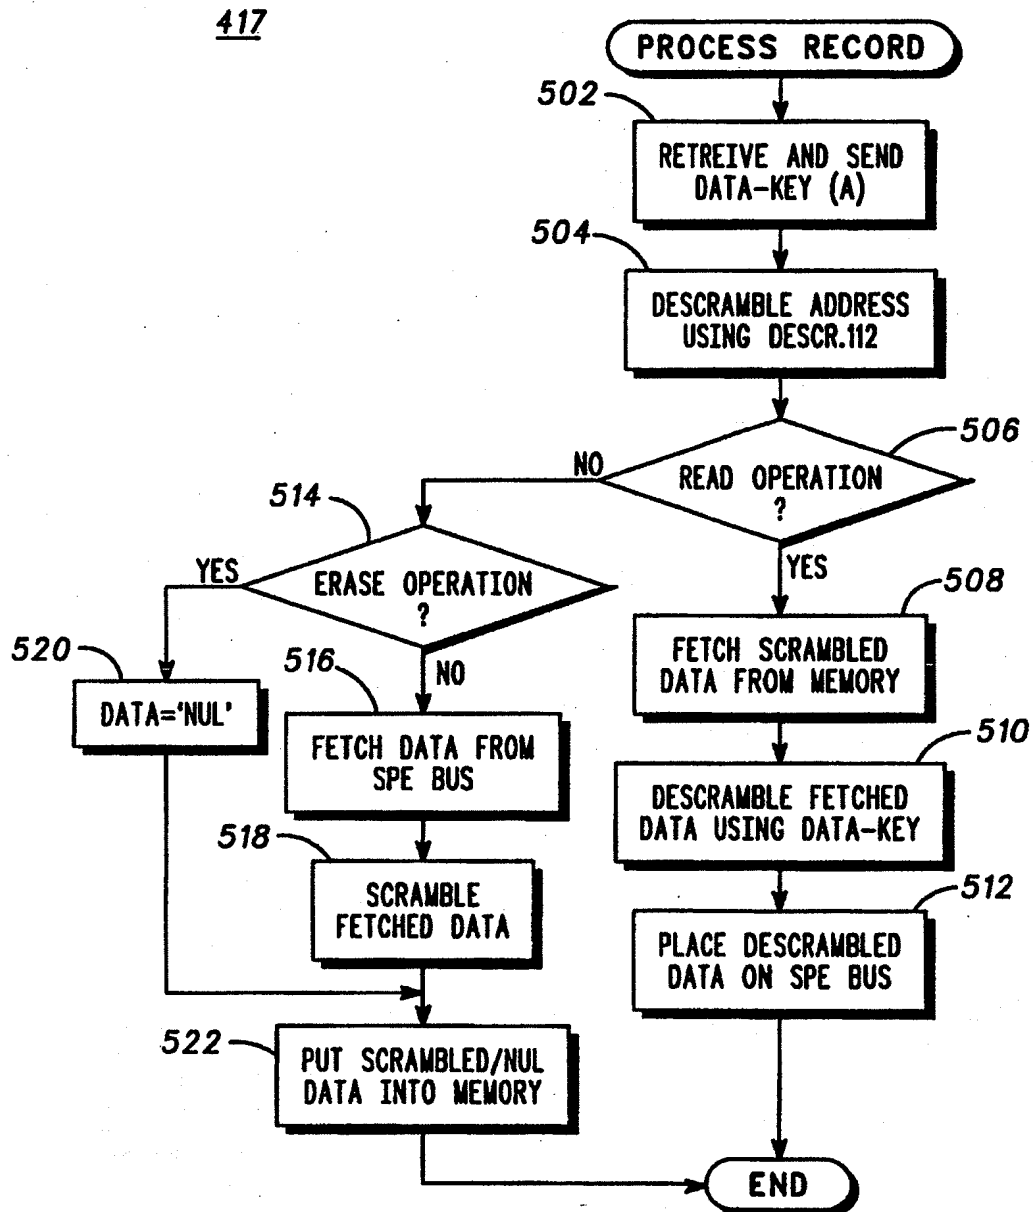 417
PROCESS RECORD
502
RETREIVE AND SEND
DATA-KEY (A)
504
DESCRAMBLE ADDRESS
USING DESCR.112
506
READ OPERATION
?
NO
YES
514
ERASE OPERATION
?
YES
NO
508
FETCH SCRAMBLED
DATA FROM MEMORY
520
DATA='NUL'
516
FETCH DATA FROM
SPE BUS
510
DESCRAMBLE FETCHED
DATA USING DATA-KEY
518
SCRAMBLE
FETCHED DATA
512
PLACE DESCRAMBLED
DATA ON SPE BUS
522
PUT SCRAMBLED/NUL
DATA INTO MEMORY
END